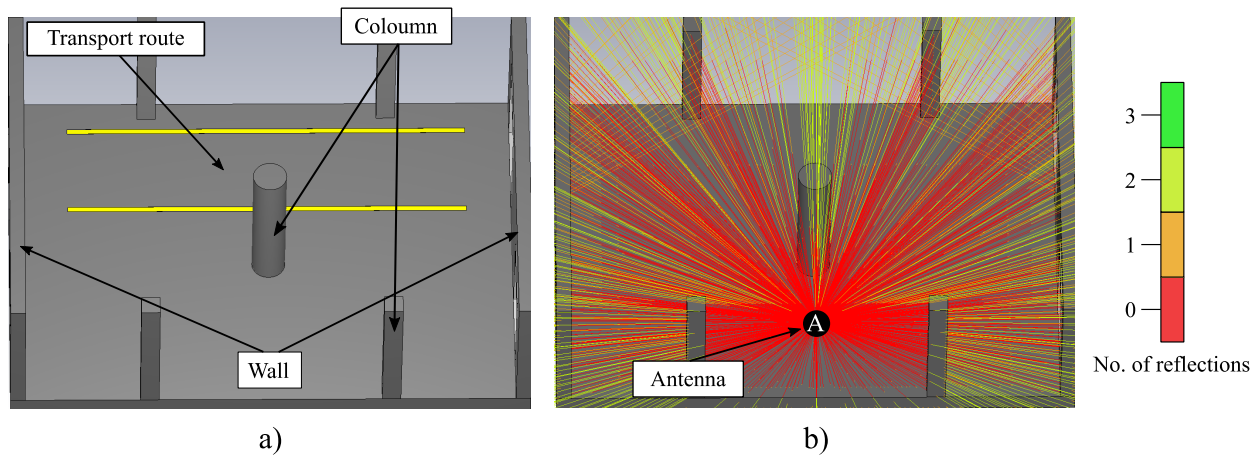 Transport route
Coloumn
Wall
a)
A
Antenna
b)
3
2
1
0
No. of reflections